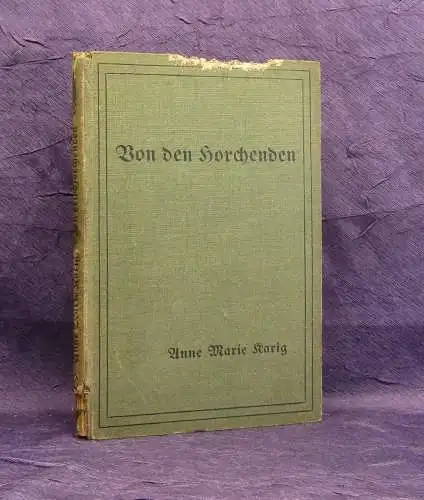 Von den Horchenden
Anne Marie Karig